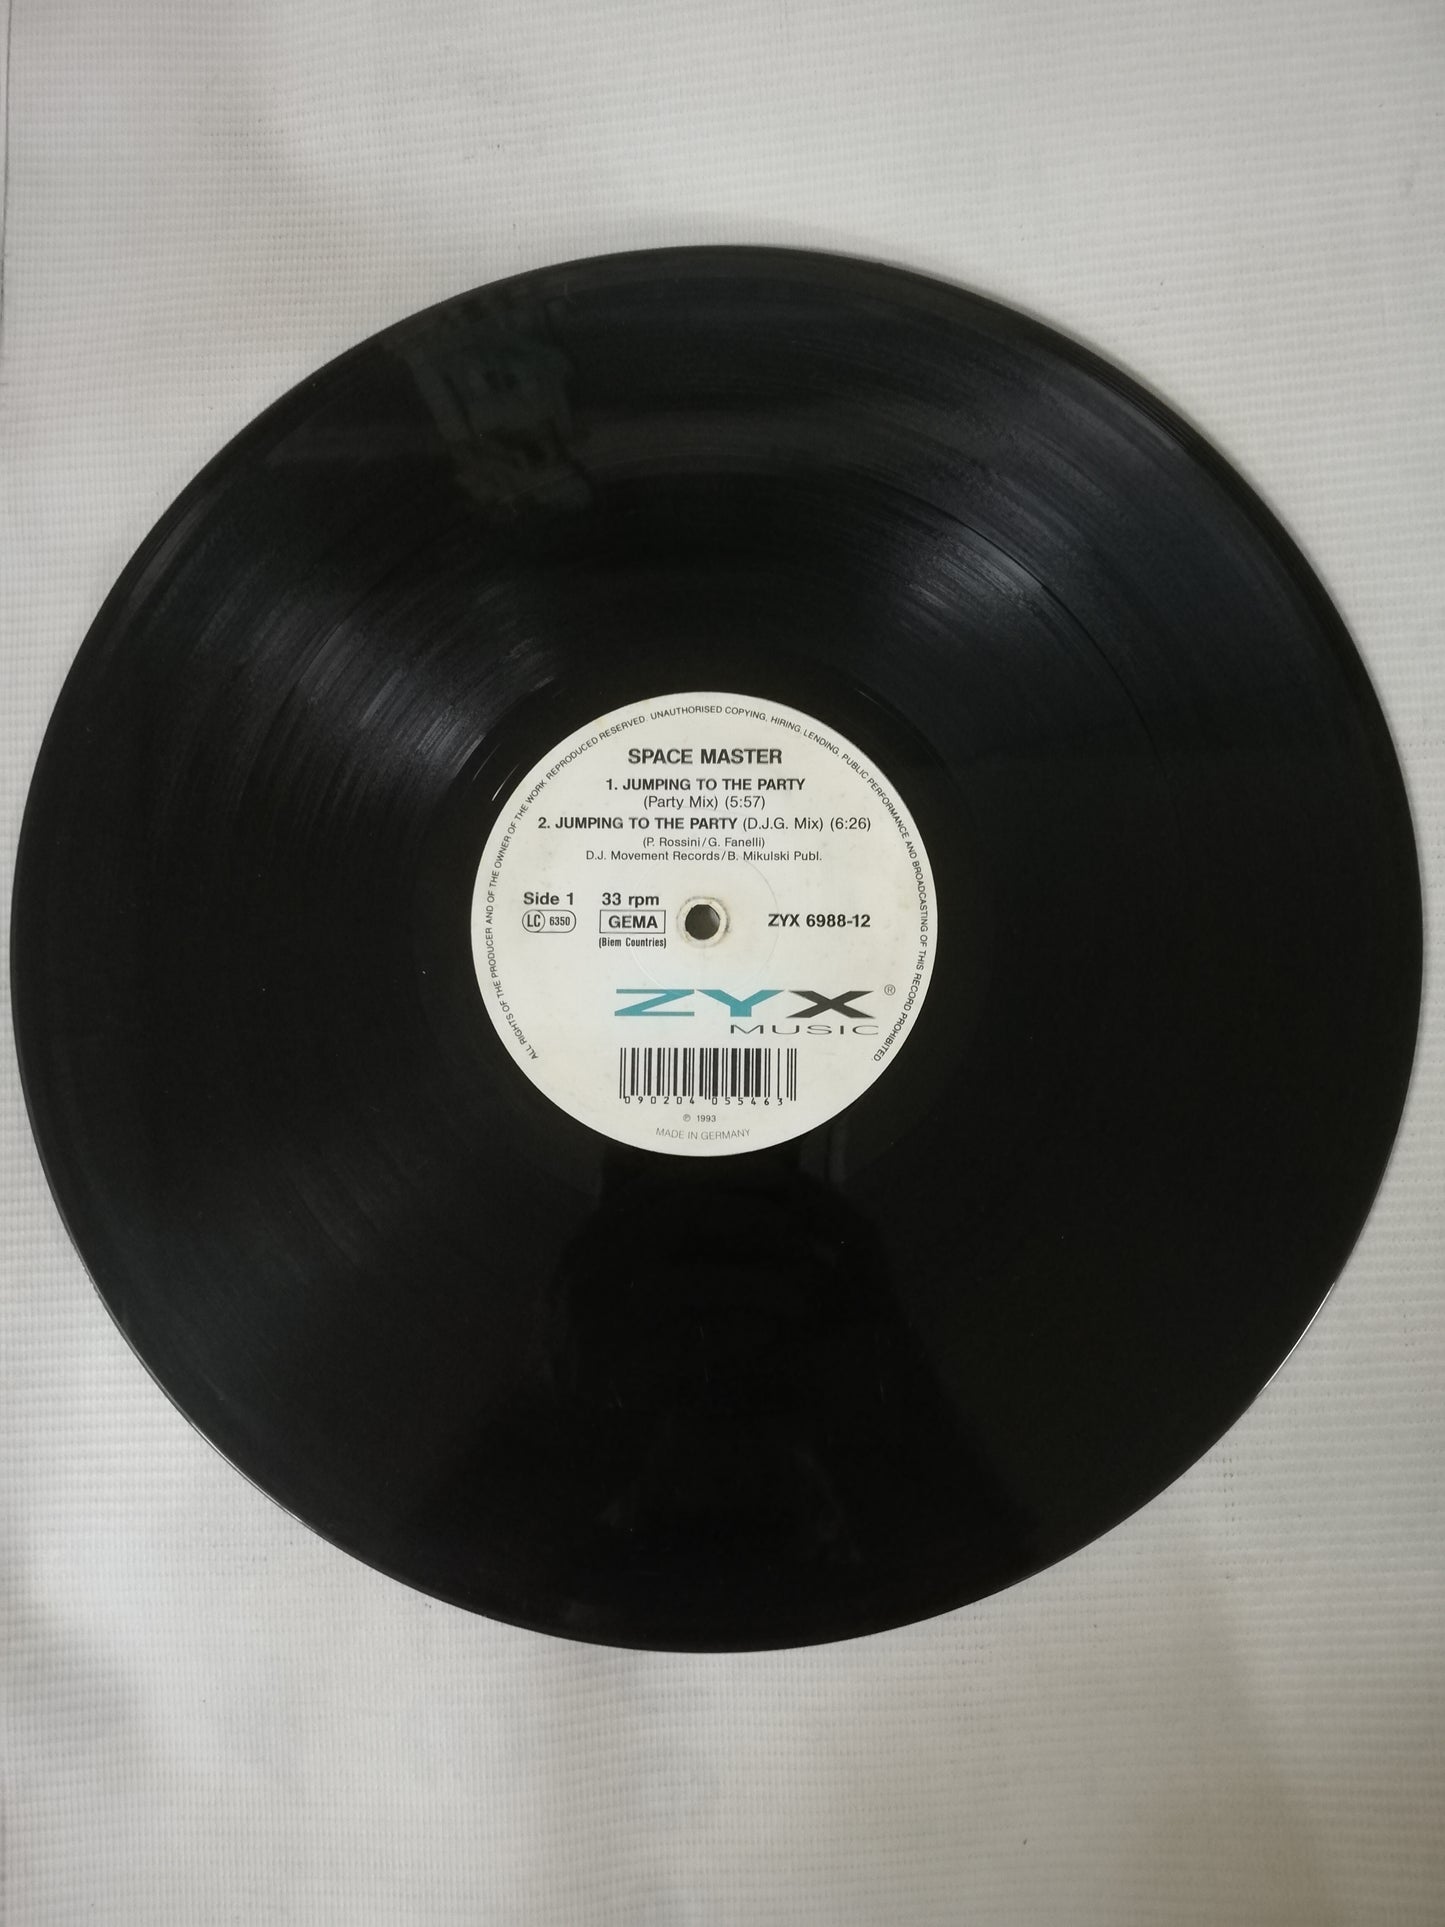 ALL RIGHTS OF THE PRODUCER AND OF THE OWNER OF THE WORK REPRODUCED RESERVED. UNAUTHORISED COPYING, HIRING, LENDING, PUBLIC PERFORMANCE AND BROADCASTING OF THIS RECORD PROHIBITED.
SPACE MASTER
1. JUMPING TO THE PARTY
(Party Mix) (5:57)
2. JUMPING TO THE PARTY (D.J.G. Mix) (6:26)
(P. Rossini/G. Fanelli)
D.J. Movement Records/B. Mikulski Publ.
Side 1 33 rpm
LC 6350 GEMA ZYX 6988-12
(Biem Countries)
ZYX ®
MUSIC
090204 055463
℗ 1993
MADE IN GERMANY